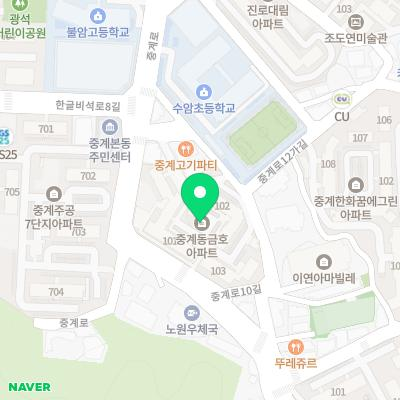 광석
어린이공원
불암고등학교
중계로
진로대림
아파트
조도연미술관
한글비석로8길
수암초등학교
CU
CU
GS
25
GS25
701
중계본동
주민센터
중계고기파티
중계로12가길
106
105
702
703
705
중계주공
7단지아파트
102
중계동금호
아파트
101
103
중계한화꿈에그린
아파트
102
이연아마빌레
704
중계로
중계로10길
노원우체국
뚜레쥬르
NAVER